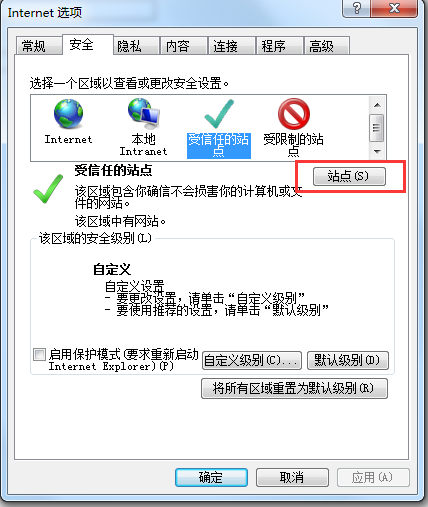 Internet 选项
常规 安全 隐私 内容 连接 程序 高级
选择一个区域以查看或更改安全设置。
Internet
本地
Intranet
受信任的站
点
受限制的站
点
受信任的站点
站点(S)
该区域包含你确信不会损害你的计算机或文
件的网站。
该区域中有网站。
该区域的安全级别(L)
自定义
自定义设置
- 要更改设置，请单击“自定义级别”
- 要使用推荐的设置，请单击“默认级别”
启用保护模式(要求重新启动
Internet Explorer)(P)
自定义级别(C)... 默认级别(D)
将所有区域重置为默认级别(R)
确定 取消 应用(A)